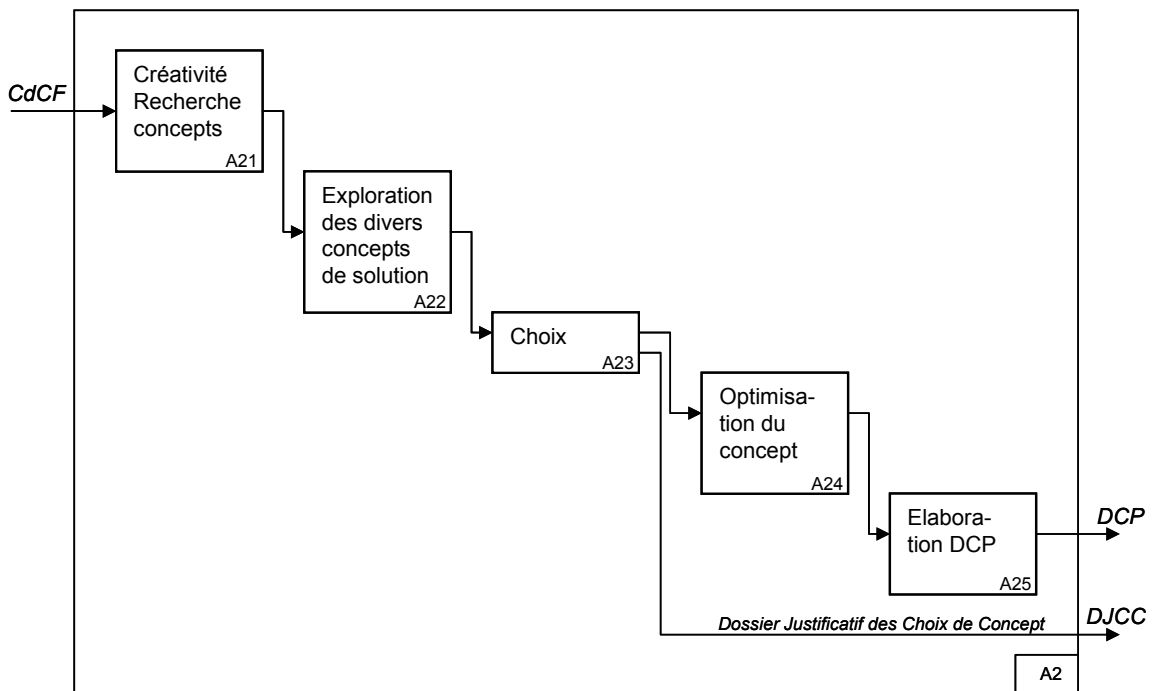 CdCF
Créativité
Recherche
concepts
A21
Exploration
des divers
concepts
de solution
A22
Choix
A23
Optimisa-
tion du
concept
A24
Elabora-
tion DCP
A25
DCP
Dossier Justificatif des Choix de Concept
DJCC
A2